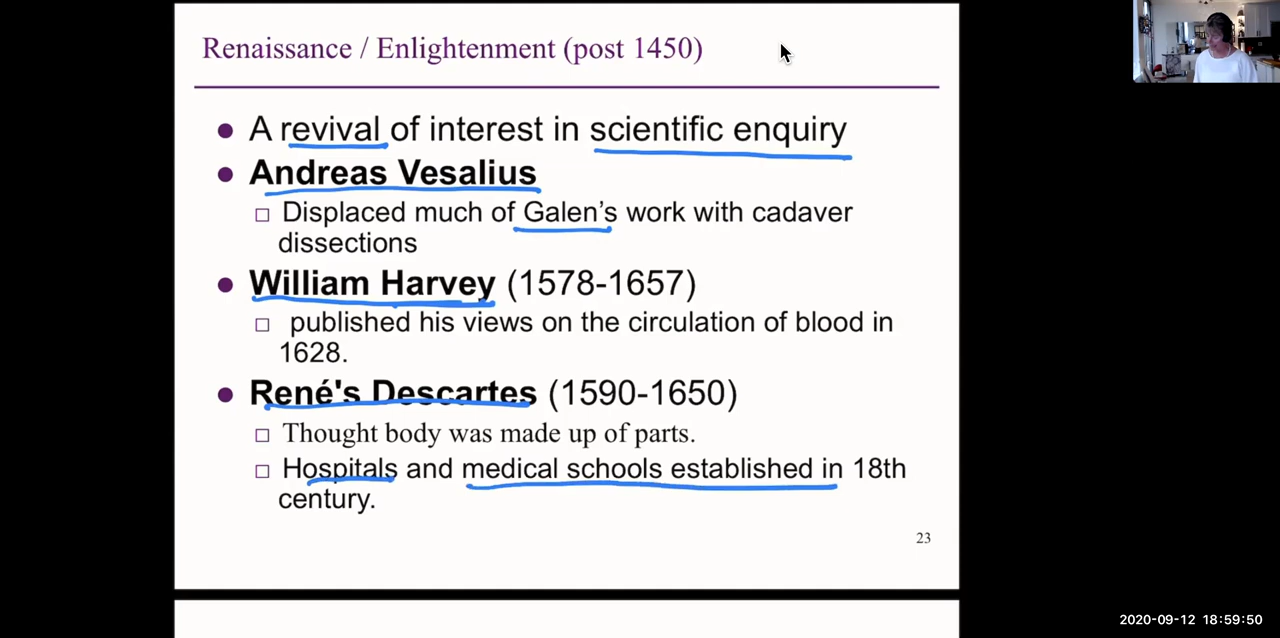 Renaissance / Enlightenment (post 1450)
● A revival of interest in scientific enquiry
● Andreas Vesalius
□ Displaced much of Galen's work with cadaver
dissections
● William Harvey (1578-1657)
□ published his views on the circulation of blood in
1628.
● René's Descartes (1590-1650)
□ Thought body was made up of parts.
□ Hospitals and medical schools established in 18th
century.
23
2020-09-12 18:59:50